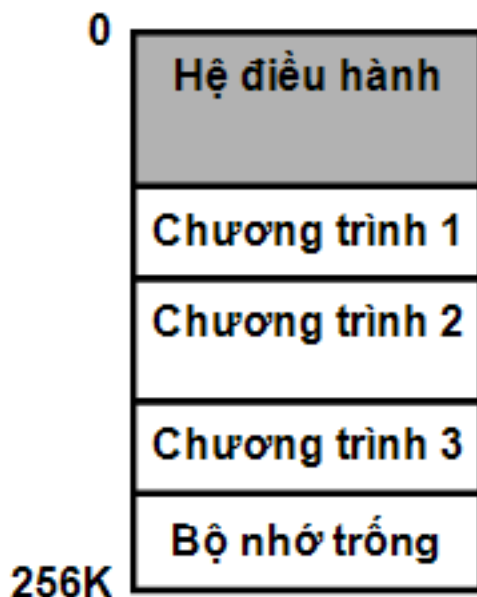 0
Hệ điều hành
Chương trình 1
Chương trình 2
Chương trình 3
Bộ nhớ trống
256K